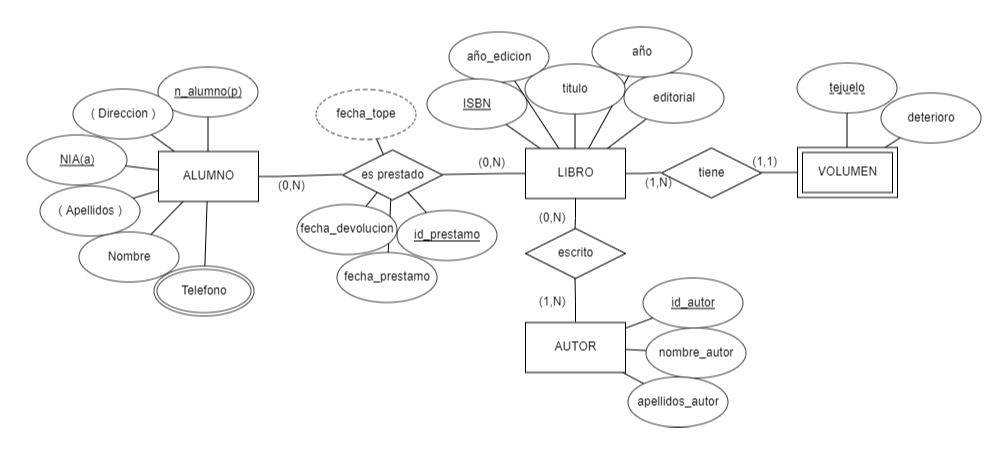 año_edicion
año
n_alumno(p)
( Direccion )
fecha_tope
ISBN
titulo
editorial
tejuelo
deterioro
NIA(a)
ALUMNO
(0,N)
es prestado
(0,N)
LIBRO
(1,N)
tiene
(1,1)
VOLUMEN
( Apellidos )
Nombre
Telefono
fecha_devolucion
id_prestamo
fecha_prestamo
(0,N)
escrito
(1,N)
AUTOR
id_autor
nombre_autor
apellidos_autor